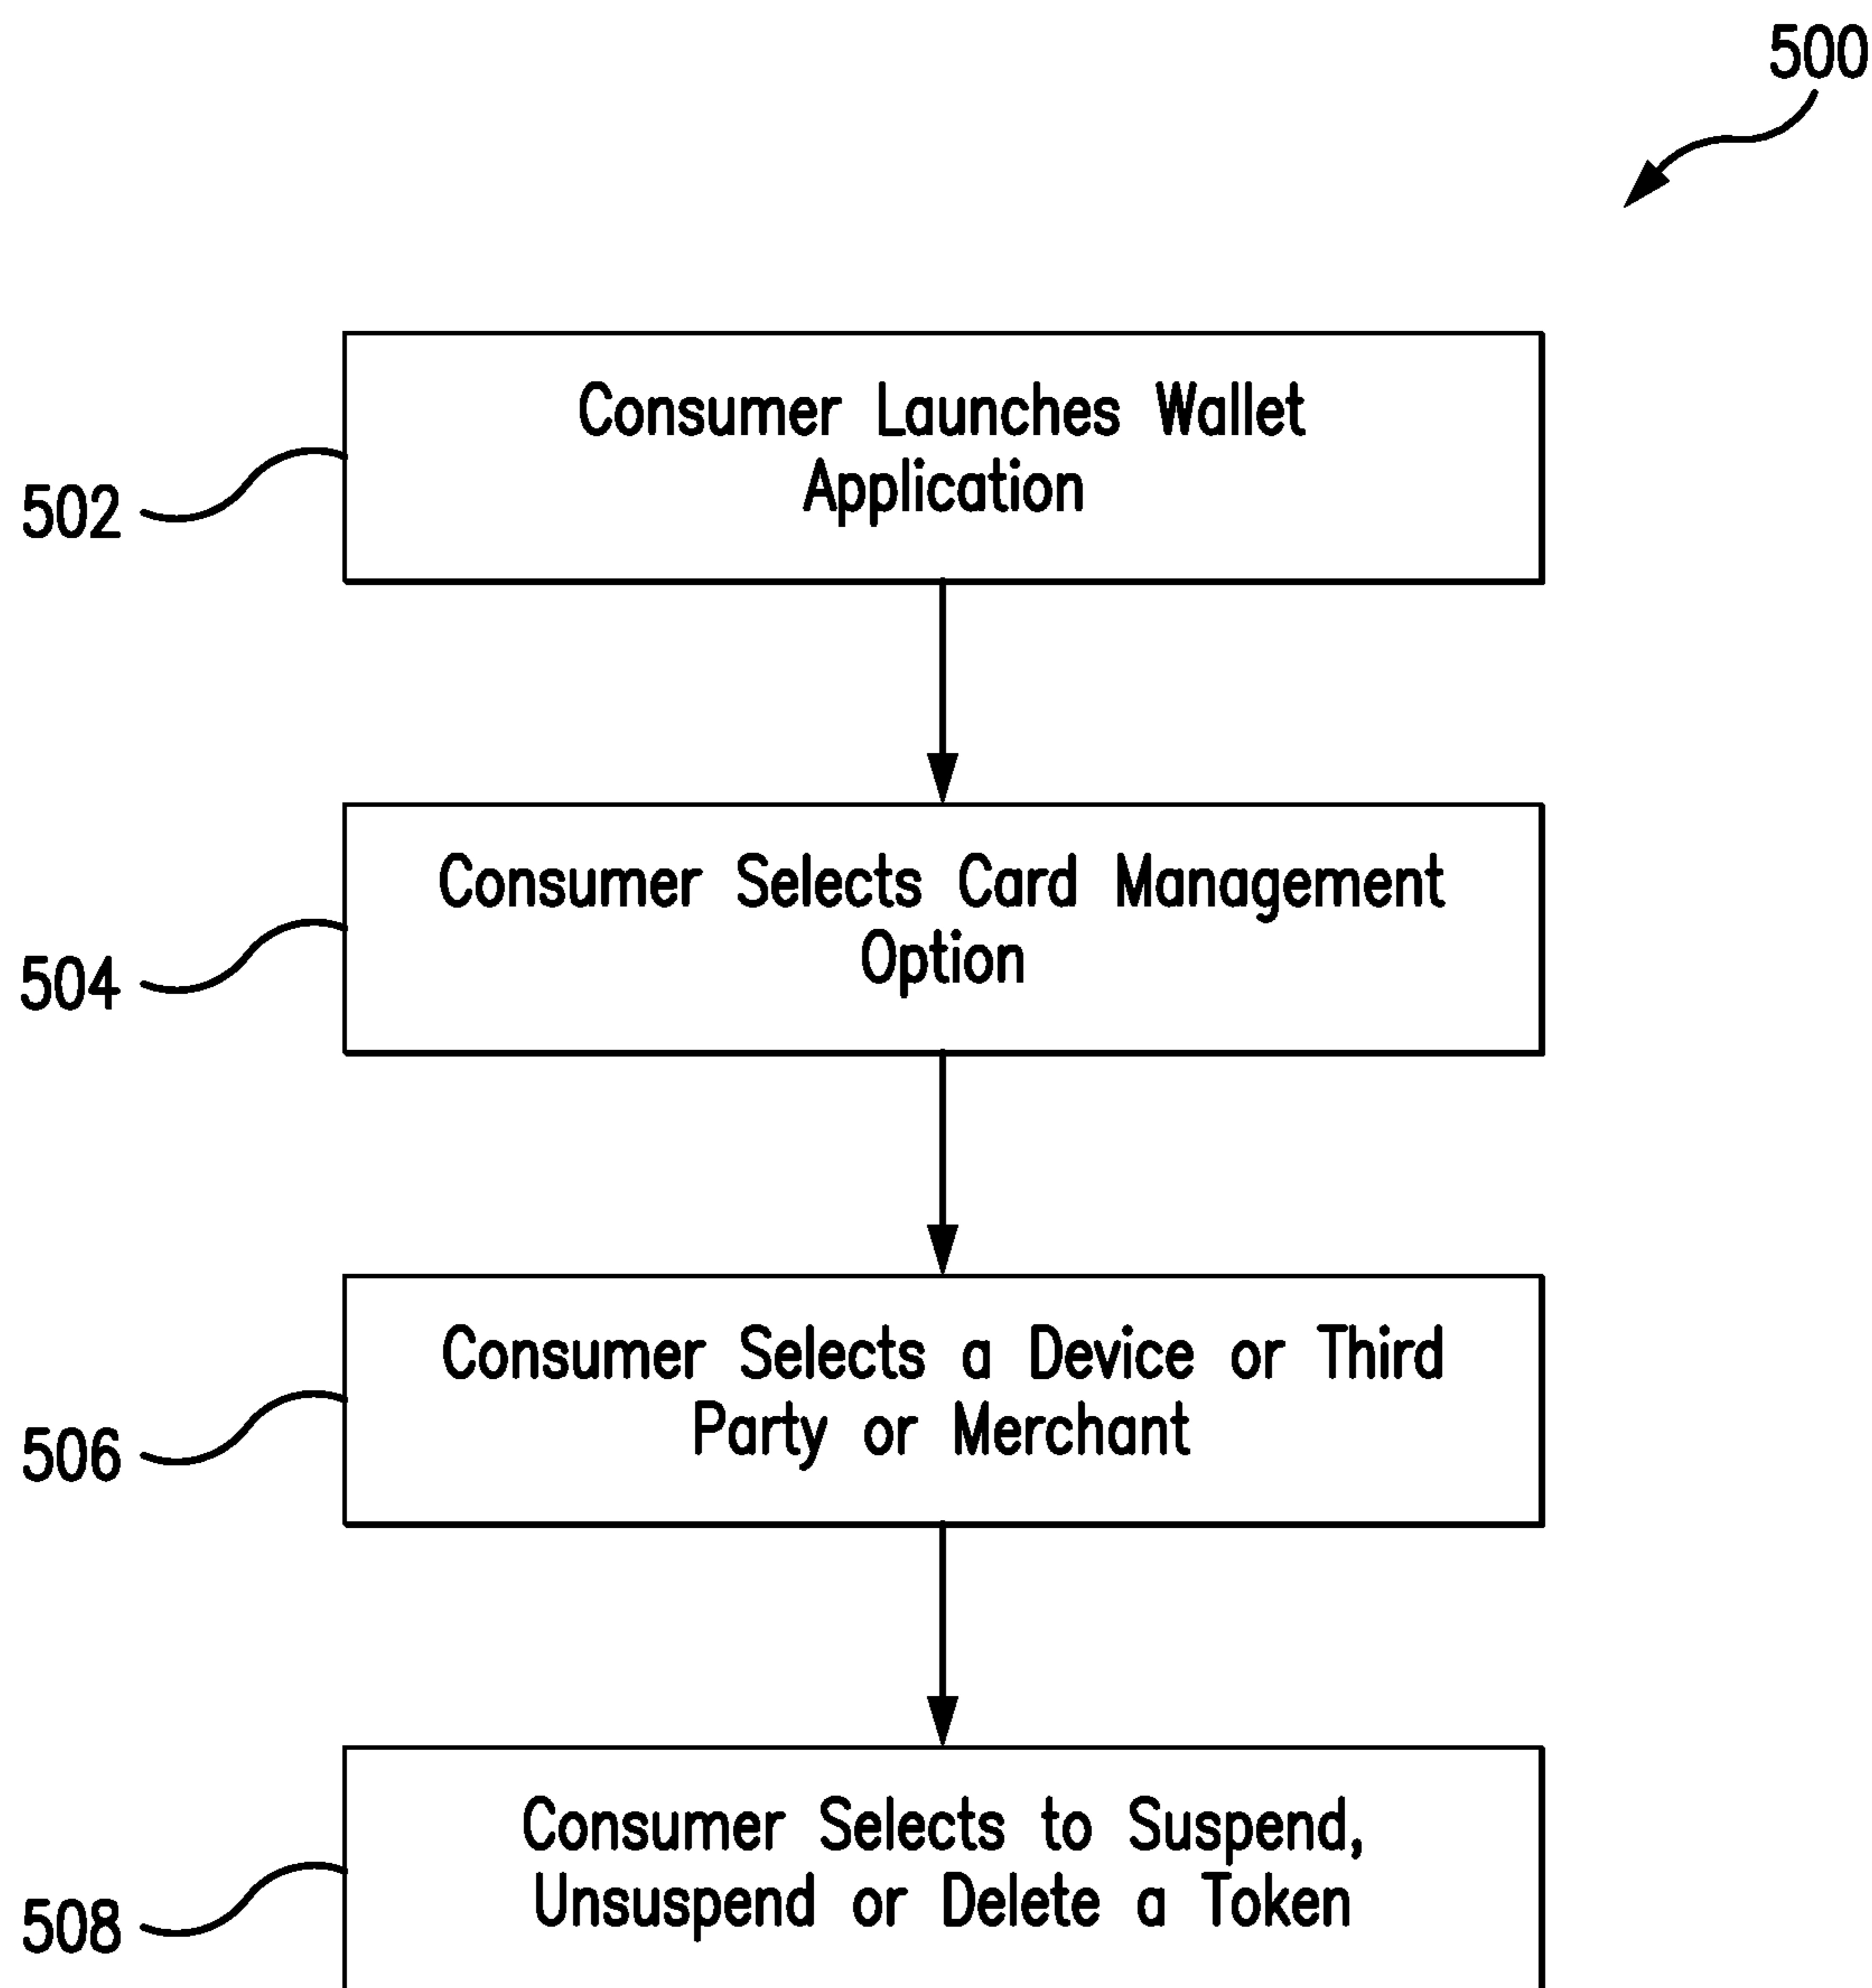 500
Consumer Launches Wallet
Application
502
Consumer Selects Card Management
Option
504
Consumer Selects a Device or Third
Party or Merchant
506
Consumer Selects to Suspend,
Unsuspend or Delete a Token
508